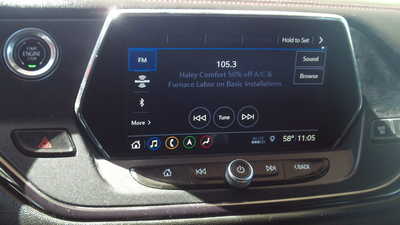 Hold to Set
FM
105.3
Sound
Haley Comfort 50% off A/C &
Furnace Labor on Basic Installations
Browse
ENGINE
Tune
More
58° 11:05
BACK